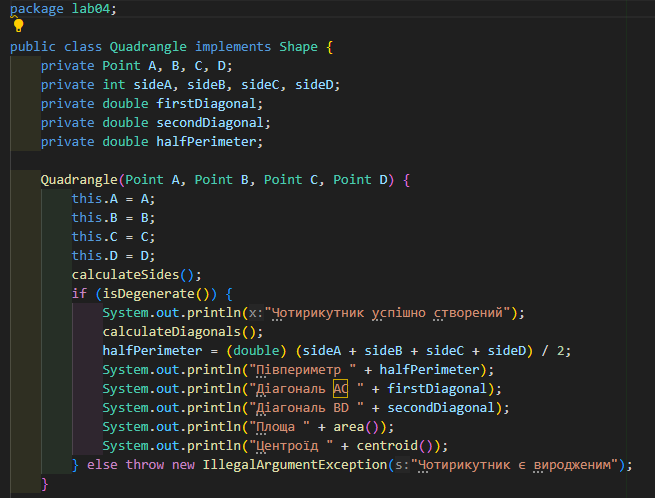 package lab04;
public class Quadrangle implements Shape {
private Point A, B, C, D;
private int sideA, sideB, sideC, sideD;
private double firstDiagonal;
private double secondDiagonal;
private double halfPerimeter;
Quadrangle(Point A, Point B, Point C, Point D) {
this.A = A;
this.B = B;
this.C = C;
this.D = D;
calculateSides();
if (isDegenerate()) {
System.out.println(x:"Чотирикутник успішно створений");
calculateDiagonals();
halfPerimeter = (double) (sideA + sideB + sideC + sideD) / 2;
System.out.println("Півпериметр " + halfPerimeter);
System.out.println("Діагональ АС " + firstDiagonal);
System.out.println("Діагональ BD " + secondDiagonal);
System.out.println("Площа " + area());
System.out.println("Центроїд " + centroid());
} else throw new IllegalArgumentException(s:"Чотирикутник є виродженим");
}